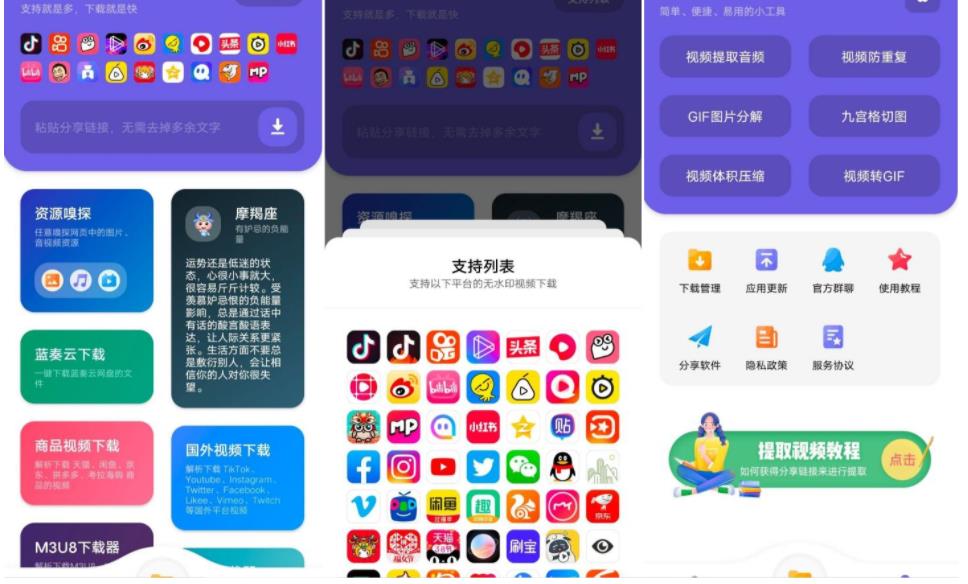 支持就是多，下载就是快
头条
小红书
bilibili
MP
粘贴分享链接，无需去掉多余文字
资源嗅探
任意嗅探网页中的图片、
音视频资源
摩羯座
有妒忌的负能
量
运势还是低迷的状
态，心很小事就大，
很容易斤斤计较。受
羡慕妒忌恨的负能量
影响，总是通过话中
有话的酸言酸语表
达，让人际关系更紧
张。生活方面不要总
是敷衍别人，会让相
信你的人对你很失
望。
蓝奏云下载
一键下载蓝奏云网盘的文
件
商品视频下载
解析下载 天猫、闲鱼、京
东、拼多多、考拉海购 商
品的视频
国外视频下载
解析下载 TikTok、
Youtube、Instagram、
Twitter、Facebook、
Likee、Vimeo、Twitch
等国外平台视频
M3U8下载器
支持就是多，下载就是快
支持列表
头条
小红书
bilibili
MP
粘贴分享链接，无需去掉多余文字
资源嗅探
摩羯座
支持列表
支持以下平台的无水印视频下载
头条
bilibili
MP
小红书
贴
闲鱼
趣
京东
天猫
刷宝
简单、便捷、易用的小工具
视频提取音频
视频防重复
GIF图片分解
九宫格切图
视频体积压缩
视频转GIF
下载管理
应用更新
官方群聊
使用教程
分享软件
隐私政策
服务协议
提取视频教程
如何获得分享链接来进行提取
点击